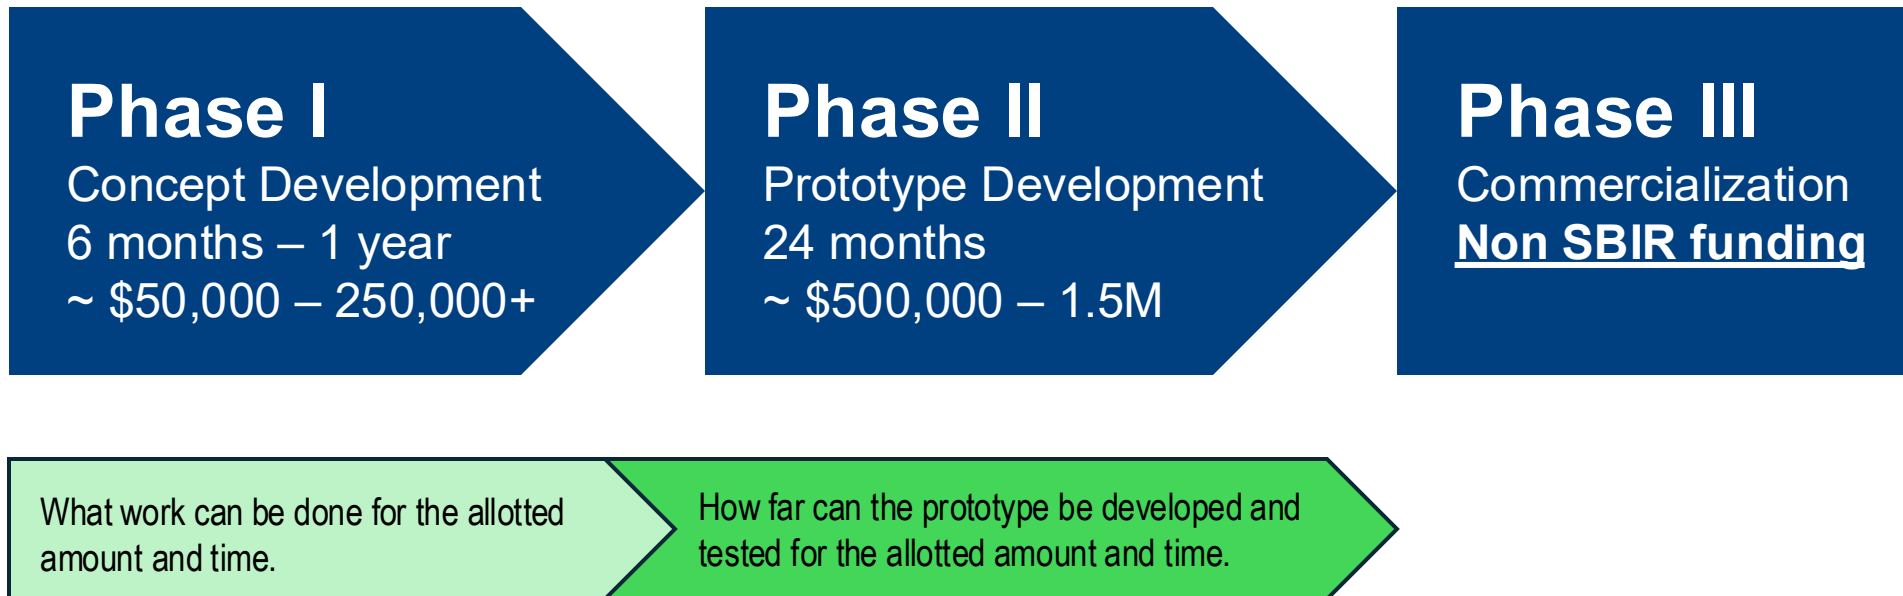 Phase I
Concept Development
6 months – 1 year
~ $50,000 – 250,000+
Phase II
Prototype Development
24 months
~ $500,000 – 1.5M
Phase III
Commercialization
Non SBIR funding
What work can be done for the allotted
amount and time.
How far can the prototype be developed and
tested for the allotted amount and time.